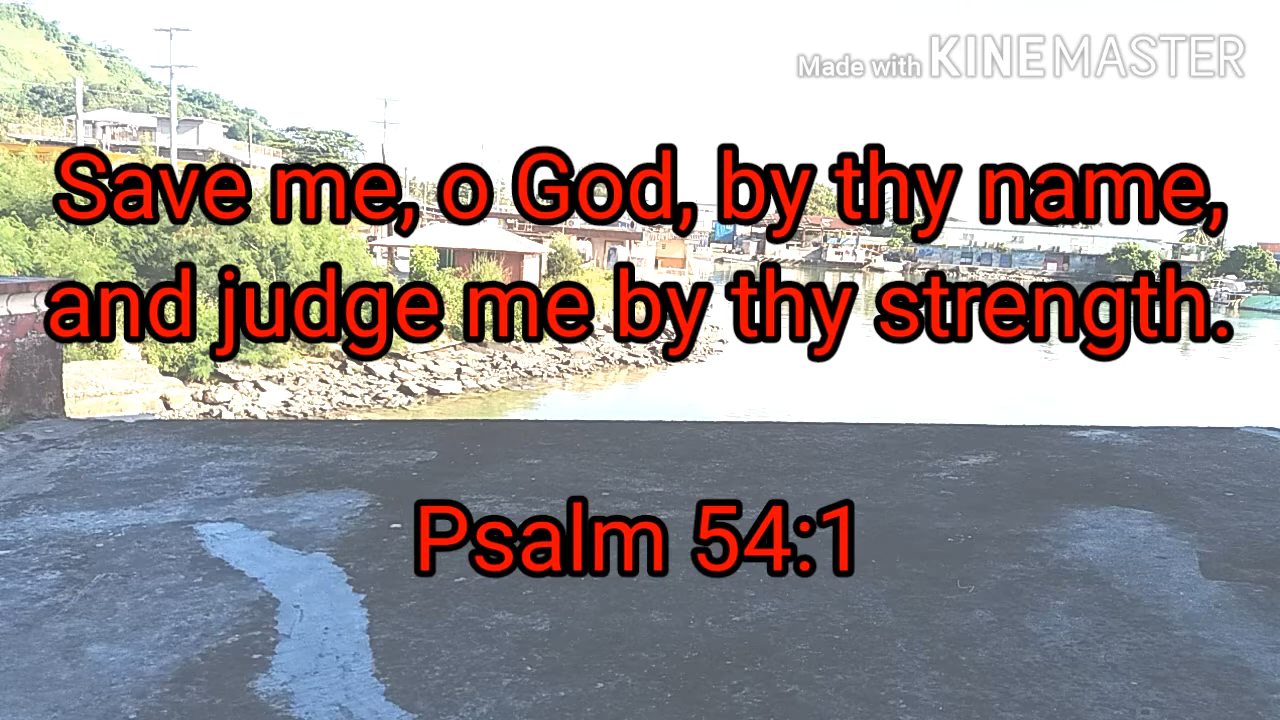 Made with KINEMASTER
Save me, o God, by thy name,
and judge me by thy strength.
Psalm 54:1